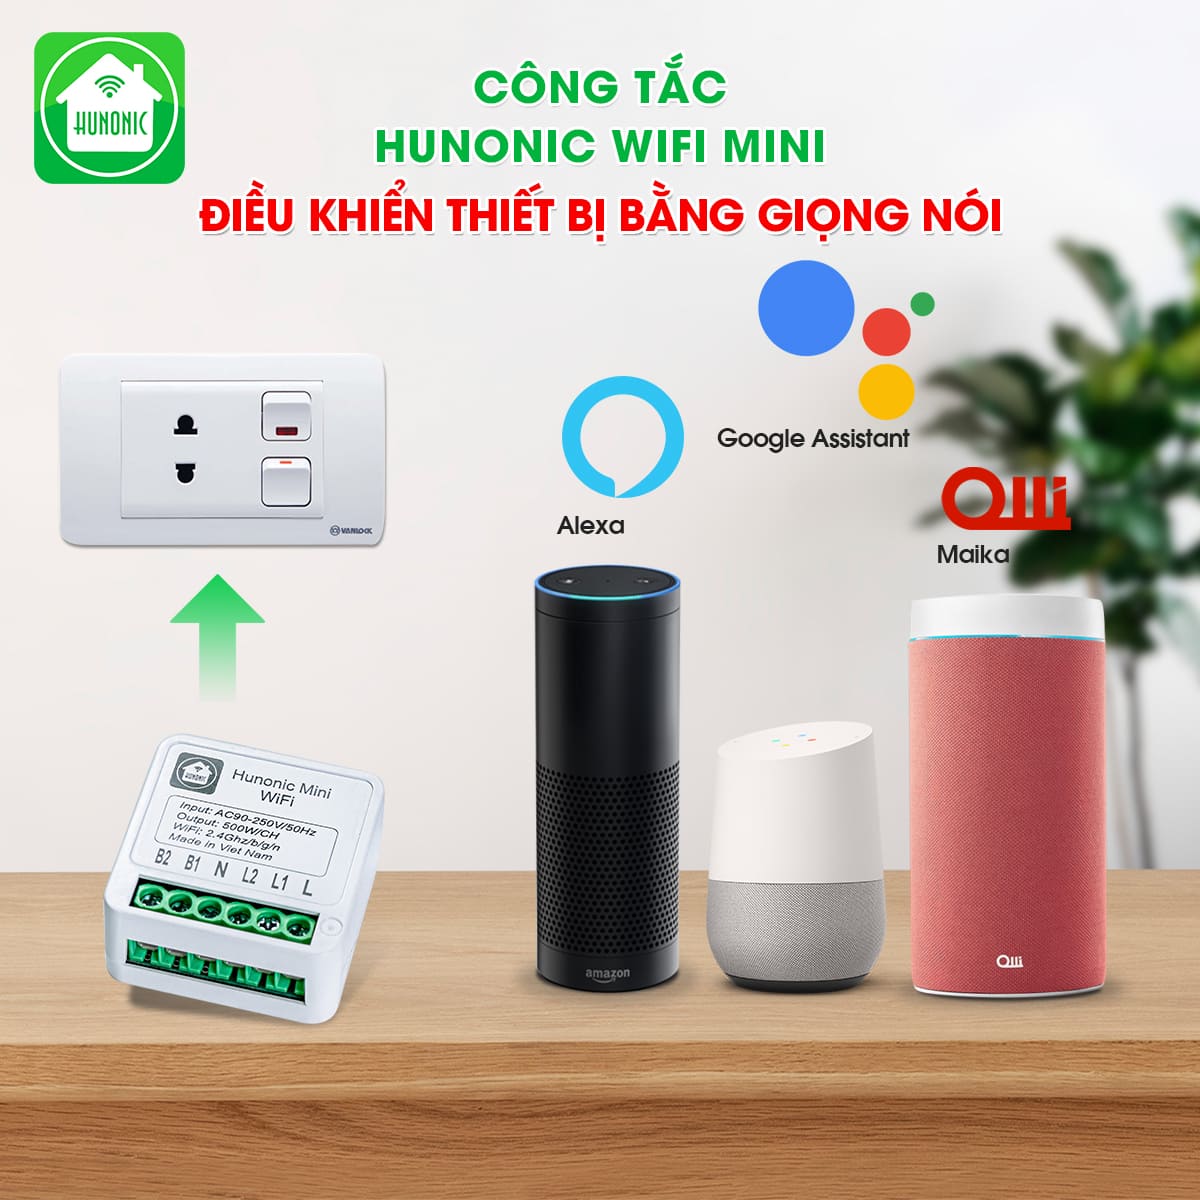 HUNONIC
CÔNG TẮC
HUNONIC WIFI MINI
ĐIỀU KHIỂN THIẾT BỊ BẰNG GIỌNG NÓI
Google Assistant
Alexa
Olli
Maika
VANLOCK
HUNONIC
Hunonic Mini
WiFi
Input: AC90-250V/50Hz
Output: 500W/CH
WiFi: 2.4Ghz/b/g/n
Made in Viet Nam
B2 B1 N L2 L1 L
amazon
Olli